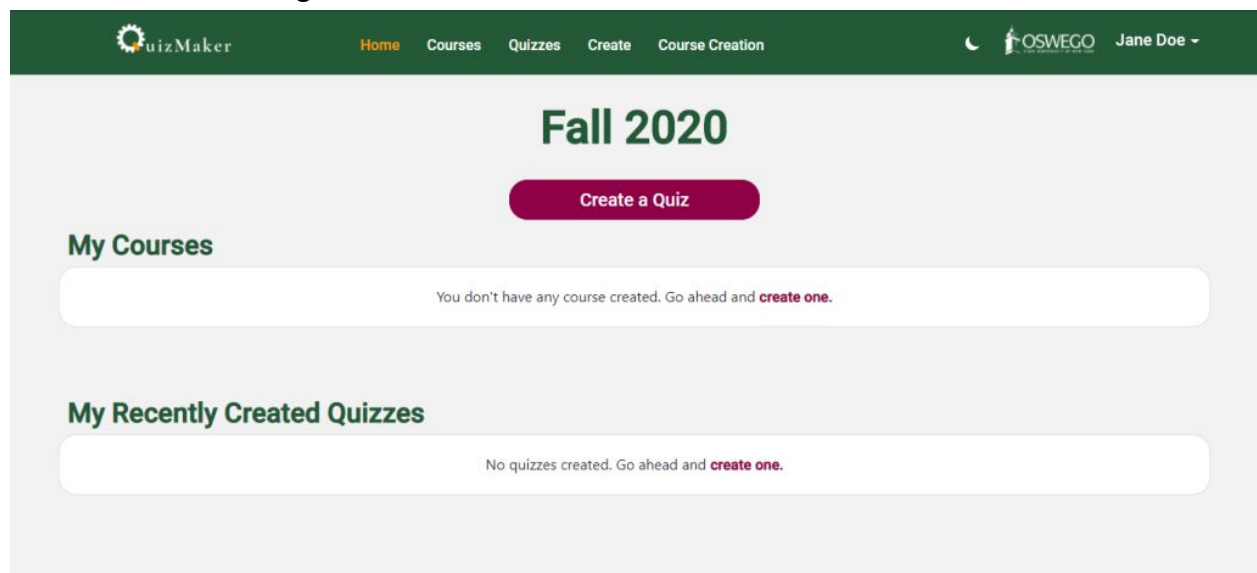 QuizMaker Home Courses Quizzes Create Course Creation OSWEGO Jane Doe
Fall 2020
Create a Quiz
My Courses
You don't have any course created. Go ahead and create one.
My Recently Created Quizzes
No quizzes created. Go ahead and create one.